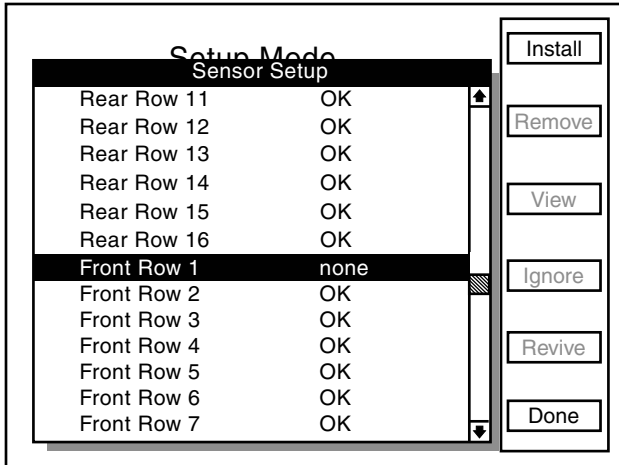 Setup Mode
Sensor Setup
Rear Row 11 OK
Rear Row 12 OK
Rear Row 13 OK
Rear Row 14 OK
Rear Row 15 OK
Rear Row 16 OK
Front Row 1 none
Front Row 2 OK
Front Row 3 OK
Front Row 4 OK
Front Row 5 OK
Front Row 6 OK
Front Row 7 OK
Install
Remove
View
Ignore
Revive
Done